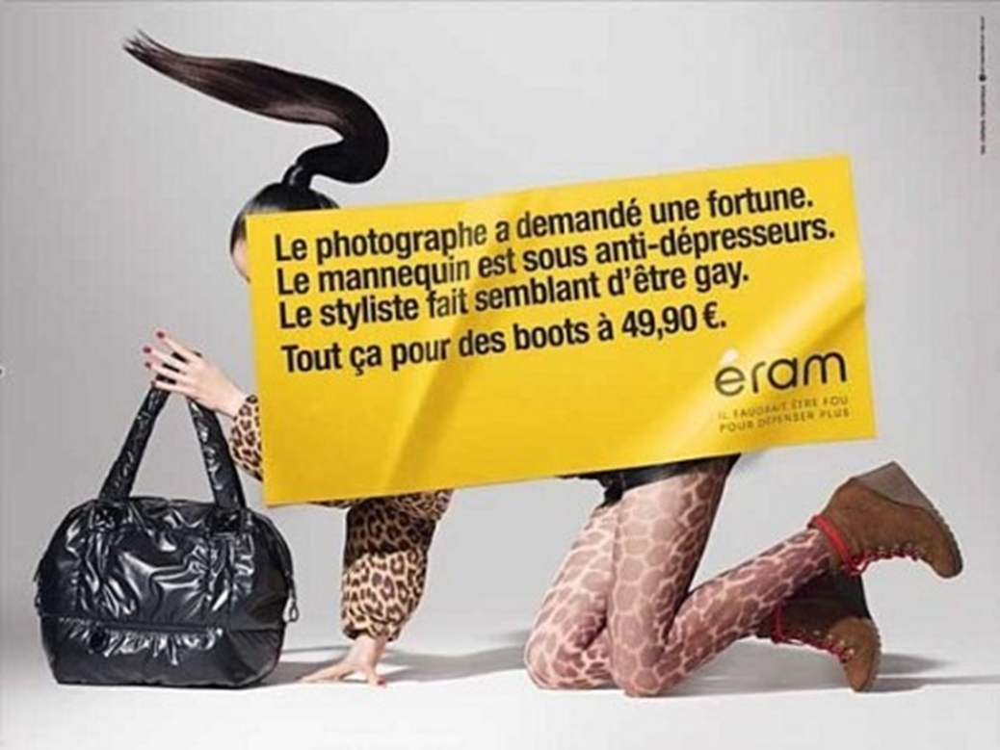 Le photographe a demandé une fortune.
Le mannequin est sous anti-dépresseurs.
Le styliste fait semblant d'être gay.
Tout ça pour des boots à 49,90 €.
éram
IL FAUDRAIT ÊTRE FOU
POUR DÉPENSER PLUS